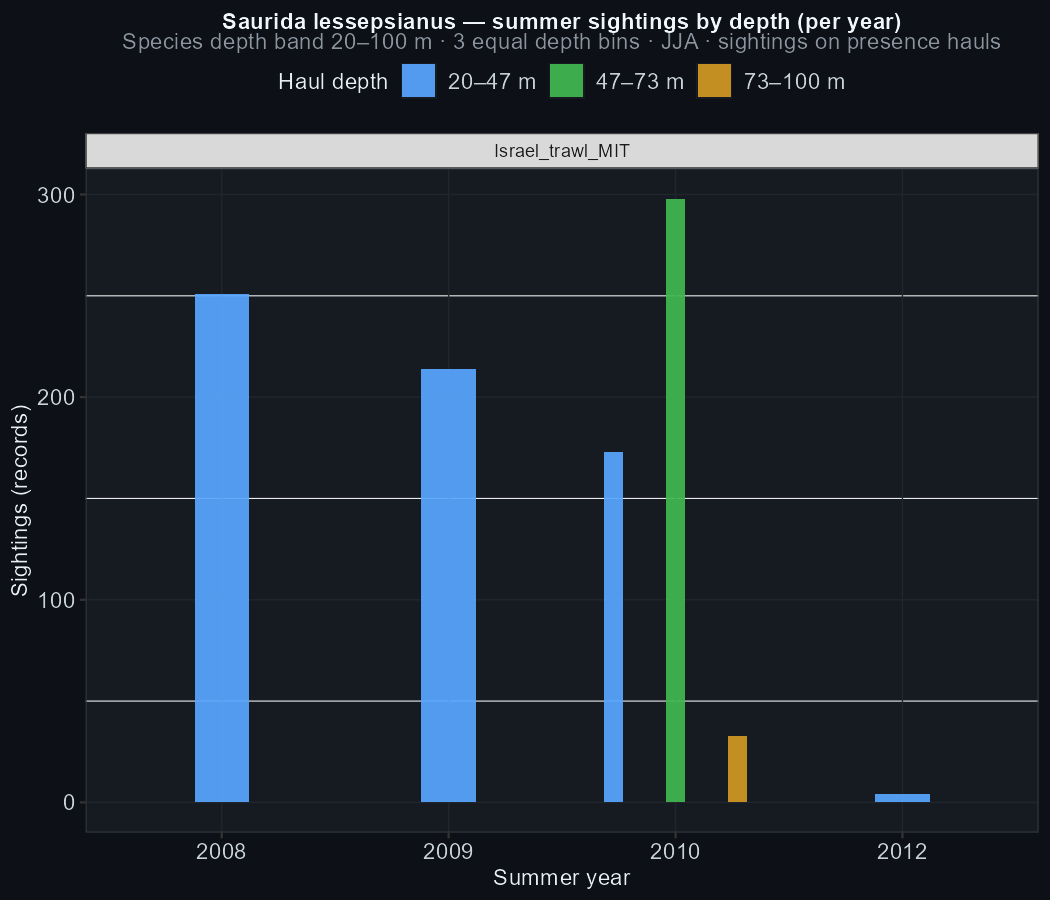 Saurida lessepsianus — summer sightings by depth (per year)
Species depth band 20–100 m · 3 equal depth bins · JJA · sightings on presence hauls
Haul depth 20–47 m 47–73 m 73–100 m
Israel_trawl_MIT
300
200
100
0
Sightings (records)
2008 2009 2010 2012
Summer year